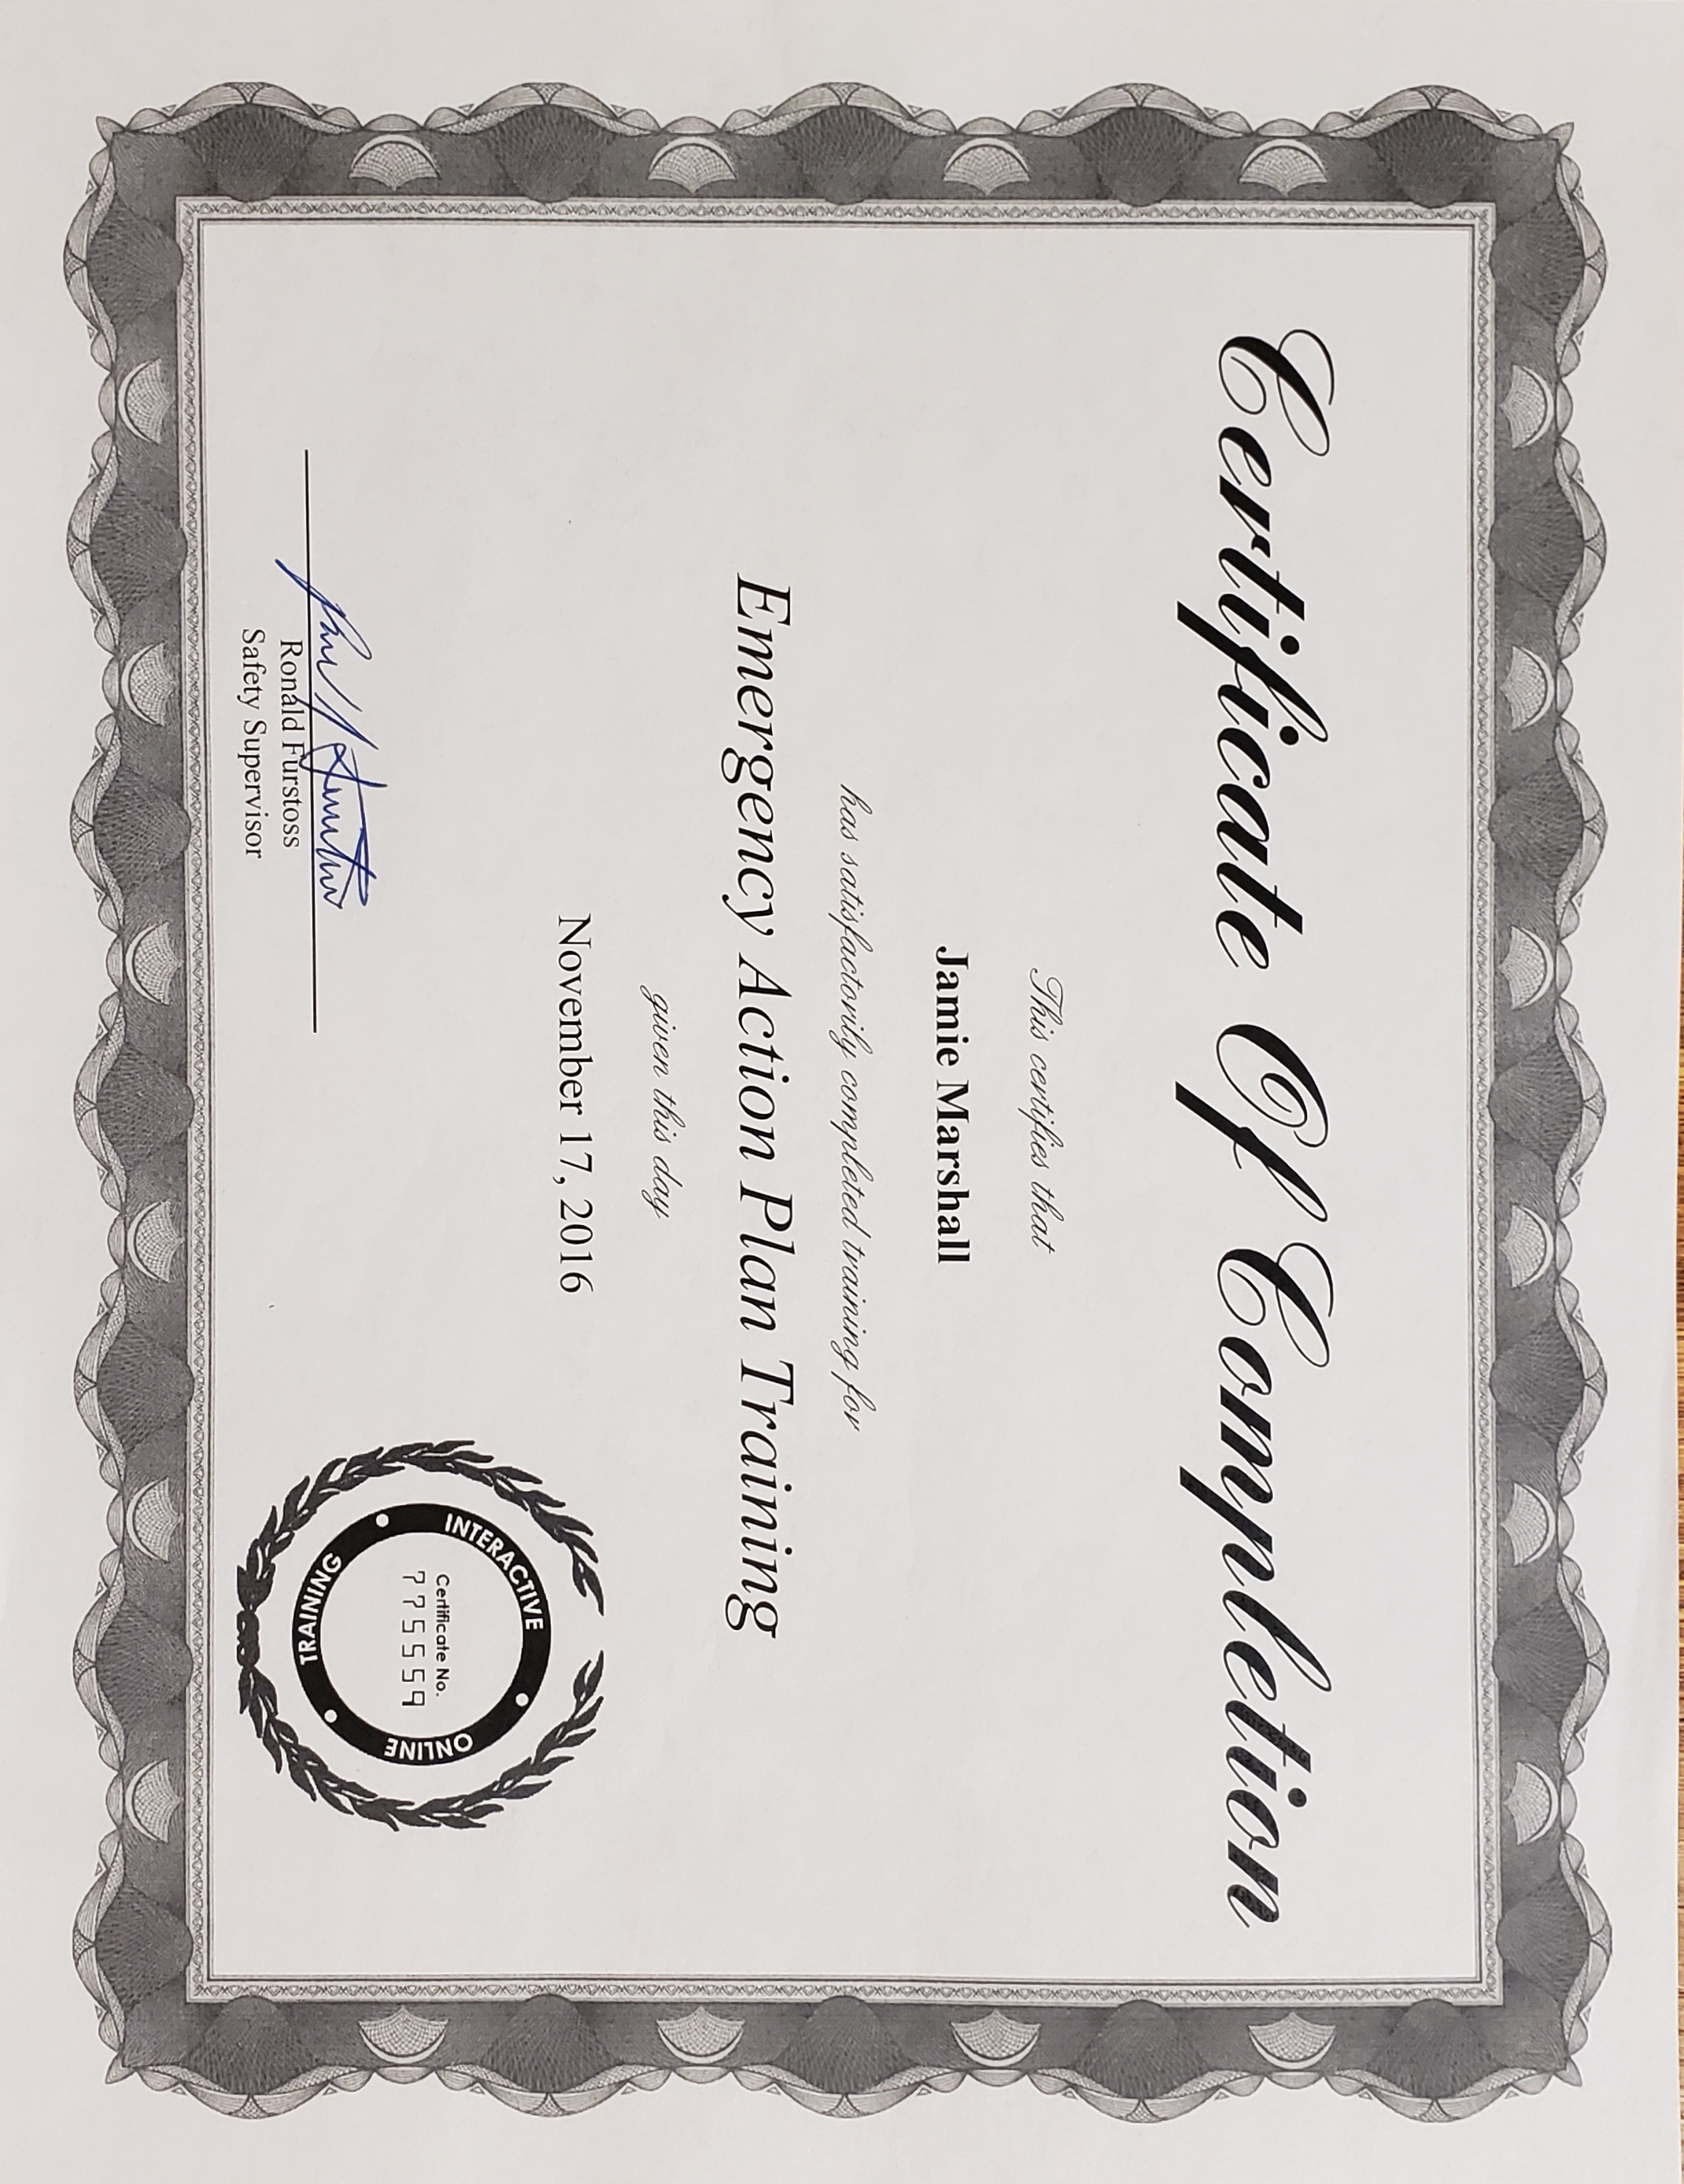 Certificate Of Completion
This certifies that
Jamie Marshall
has satisfactorily completed training for
Emergency Action Plan Training
given this day
November 17, 2016
INTERACTIVE • ONLINE • TRAINING •
Certificate No.
775559
Ronald Furstoss
Safety Supervisor